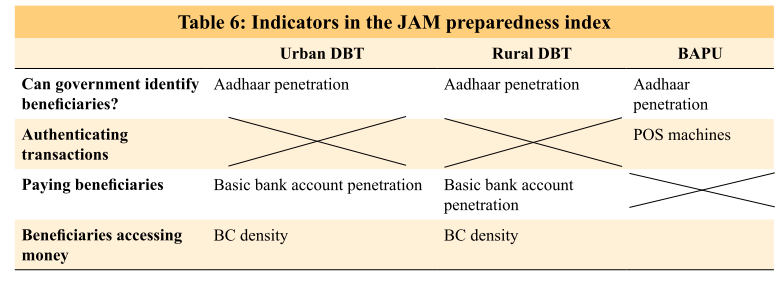 Table 6: Indicators in the JAM preparedness index
Urban DBT Rural DBT BAPU
Can government identify Aadhaar penetration Aadhaar penetration Aadhaar
beneficiaries? penetration
Authenticating POS machines
transactions
Paying beneficiaries Basic bank account penetration Basic bank account
penetration
Beneficiaries accessing BC density BC density
money